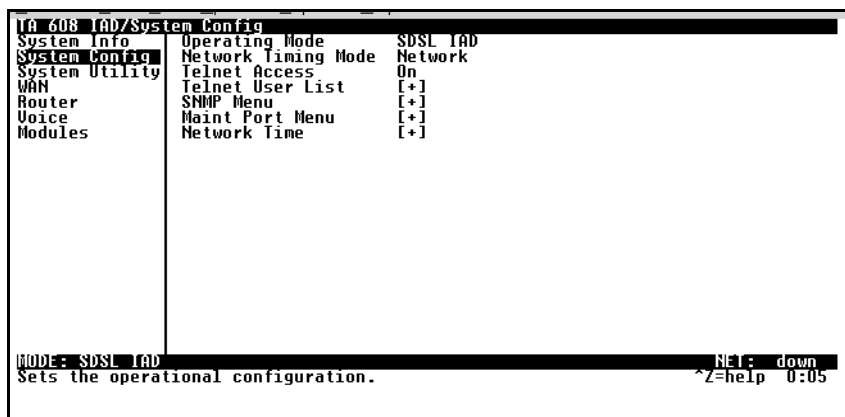 TA 608 IAD/System Config
System Info Operating Mode SDSL IAD
System Config Network Timing Mode Network
System Utility Telnet Access On
WAN Telnet User List [+]
Router SNMP Menu [+]
Voice Maint Port Menu [+]
Modules Network Time [+]
MODE: SDSL IAD NET: down
Sets the operational configuration. ^Z=help 0:05